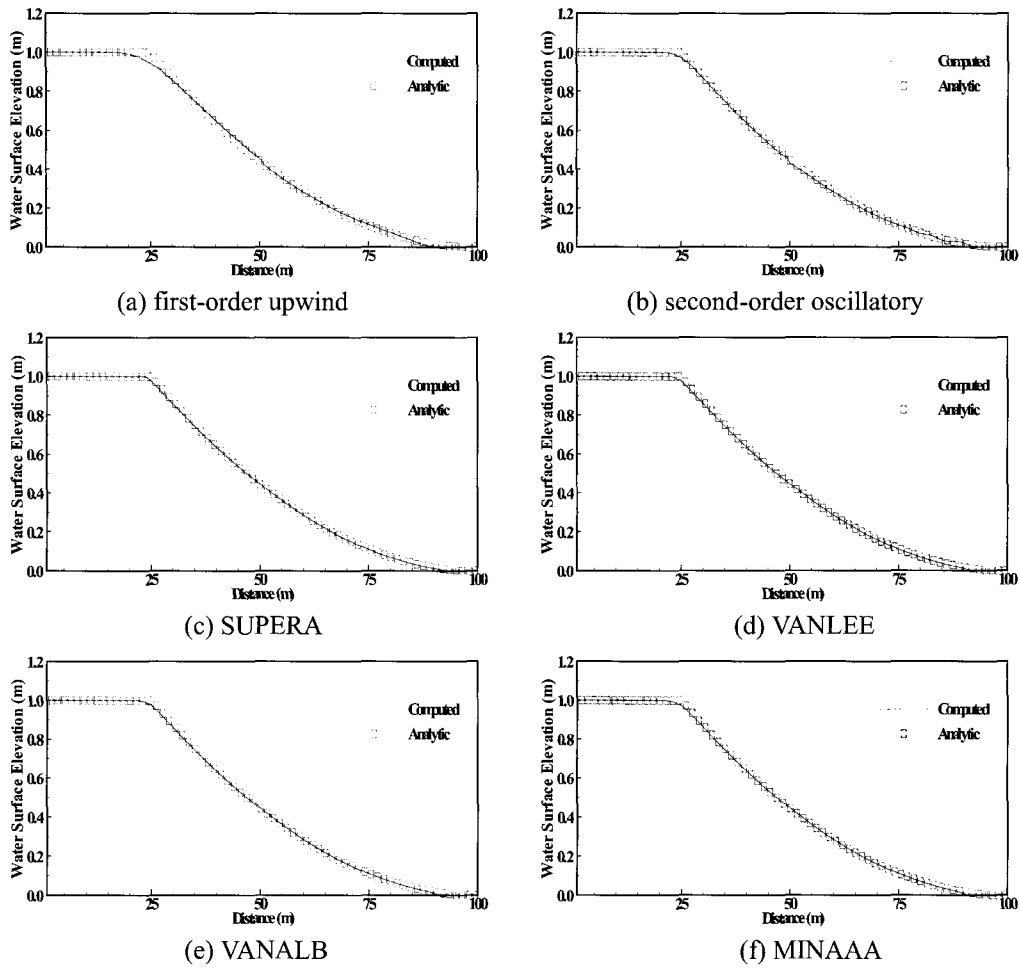 1.2
1.0
0.8
0.6
0.4
0.2
0.0
Water Surface Elevation (m)
Computed
Analytic
25 50 75 100
Distance (m)
(a) first-order upwind
1.2
1.0
0.8
0.6
0.4
0.2
0.0
Water Surface Elevation (m)
Computed
Analytic
25 50 75 100
Distance (m)
(b) second-order oscillatory
1.2
1.0
0.8
0.6
0.4
0.2
0.0
Water Surface Elevation (m)
Computed
Analytic
25 50 75 100
Distance (m)
(c) SUPERA
1.2
1.0
0.8
0.6
0.4
0.2
0.0
Water Surface Elevation (m)
Computed
Analytic
25 50 75 100
Distance (m)
(d) VANLEE
1.2
1.0
0.8
0.6
0.4
0.2
0.0
Water Surface Elevation (m)
Computed
Analytic
25 50 75 100
Distance (m)
(e) VANALB
1.2
1.0
0.8
0.6
0.4
0.2
0.0
Water Surface Elevation (m)
Computed
Analytic
25 50 75 100
Distance (m)
(f) MINAAA